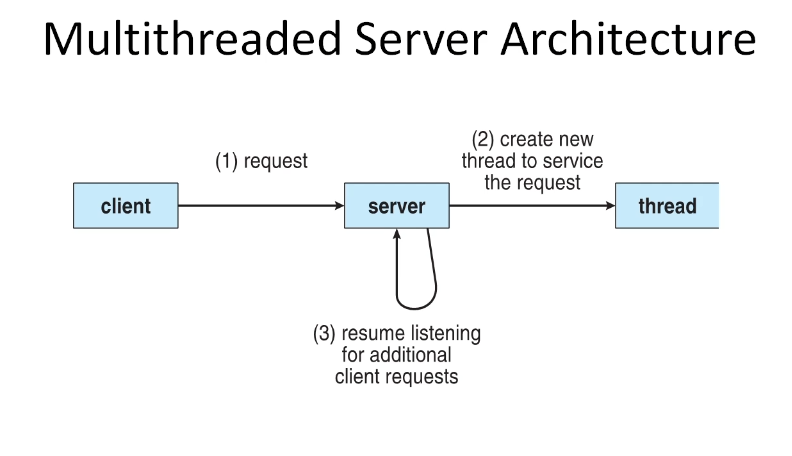 Multithreaded Server Architecture
(1) request
(2) create new
thread to service
the request
client
server
thread
(3) resume listening
for additional
client requests